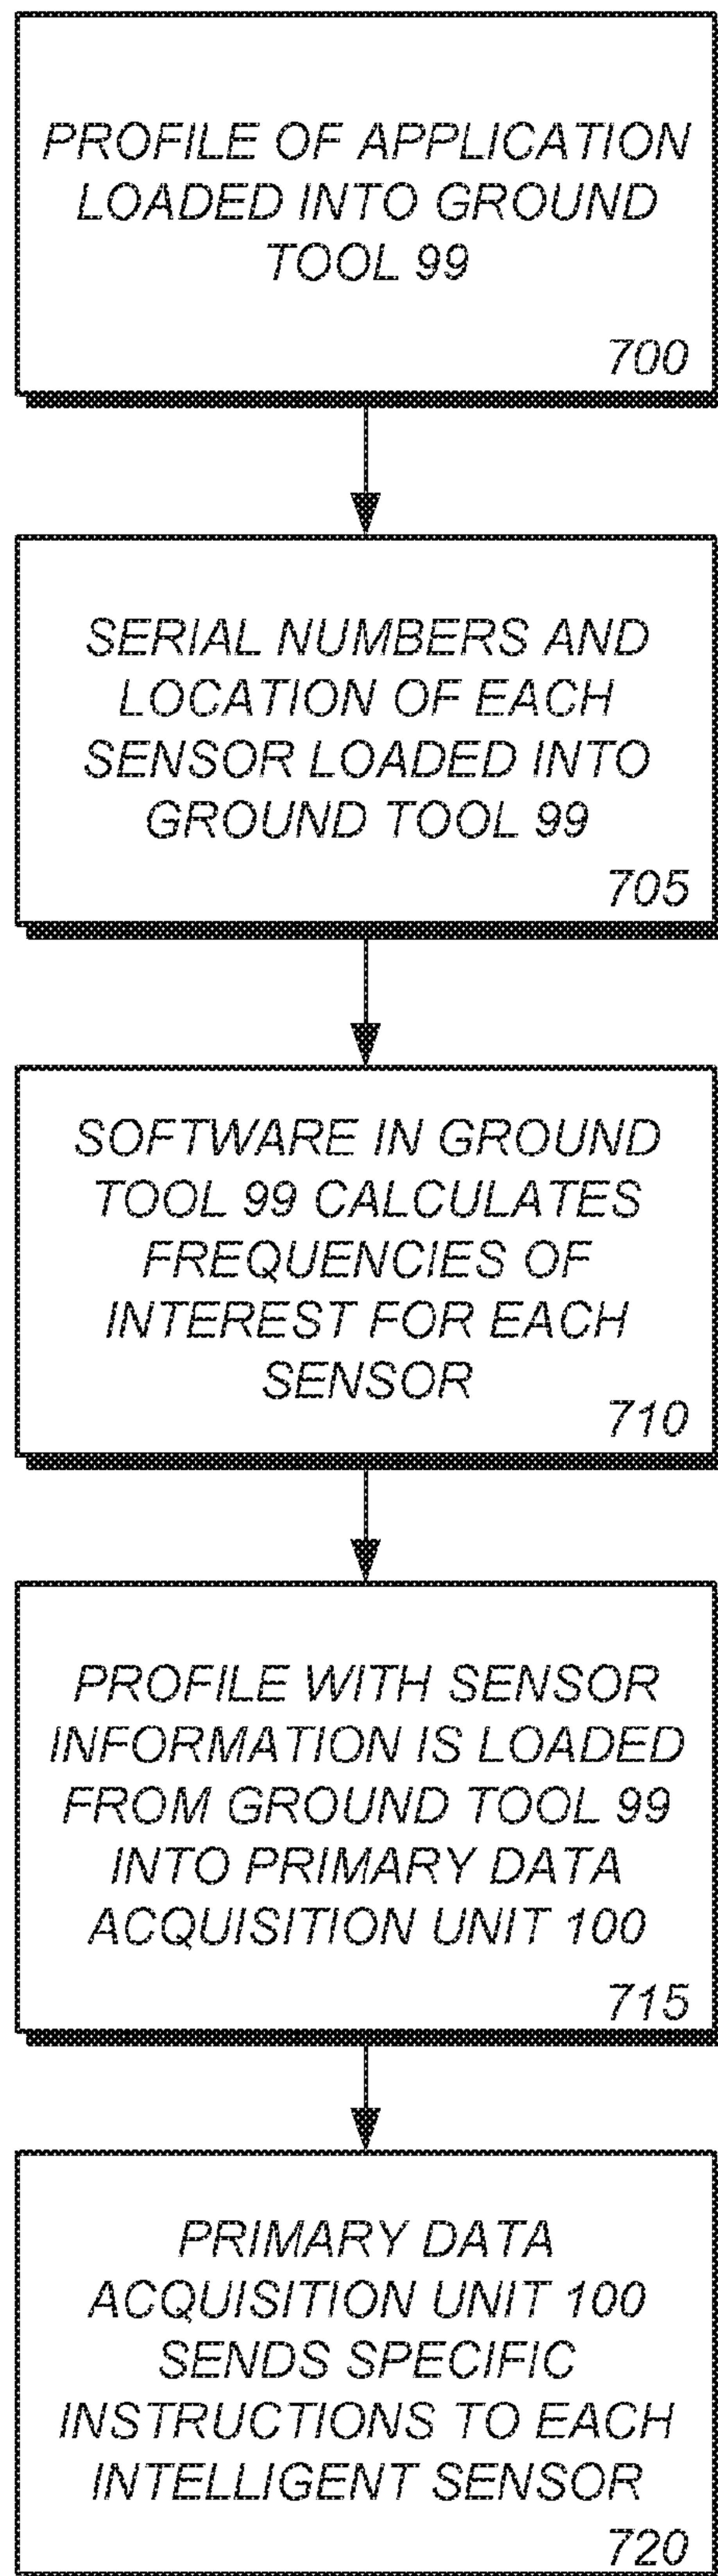 PROFILE OF APPLICATION
LOADED INTO GROUND
TOOL 99
700
SERIAL NUMBERS AND
LOCATION OF EACH
SENSOR LOADED INTO
GROUND TOOL 99
705
SOFTWARE IN GROUND
TOOL 99 CALCULATES
FREQUENCIES OF
INTEREST FOR EACH
SENSOR
710
PROFILE WITH SENSOR
INFORMATION IS LOADED
FROM GROUND TOOL 99
INTO PRIMARY DATA
ACQUISITION UNIT 100
715
PRIMARY DATA
ACQUISITION UNIT 100
SENDS SPECIFIC
INSTRUCTIONS TO EACH
INTELLIGENT SENSOR
720